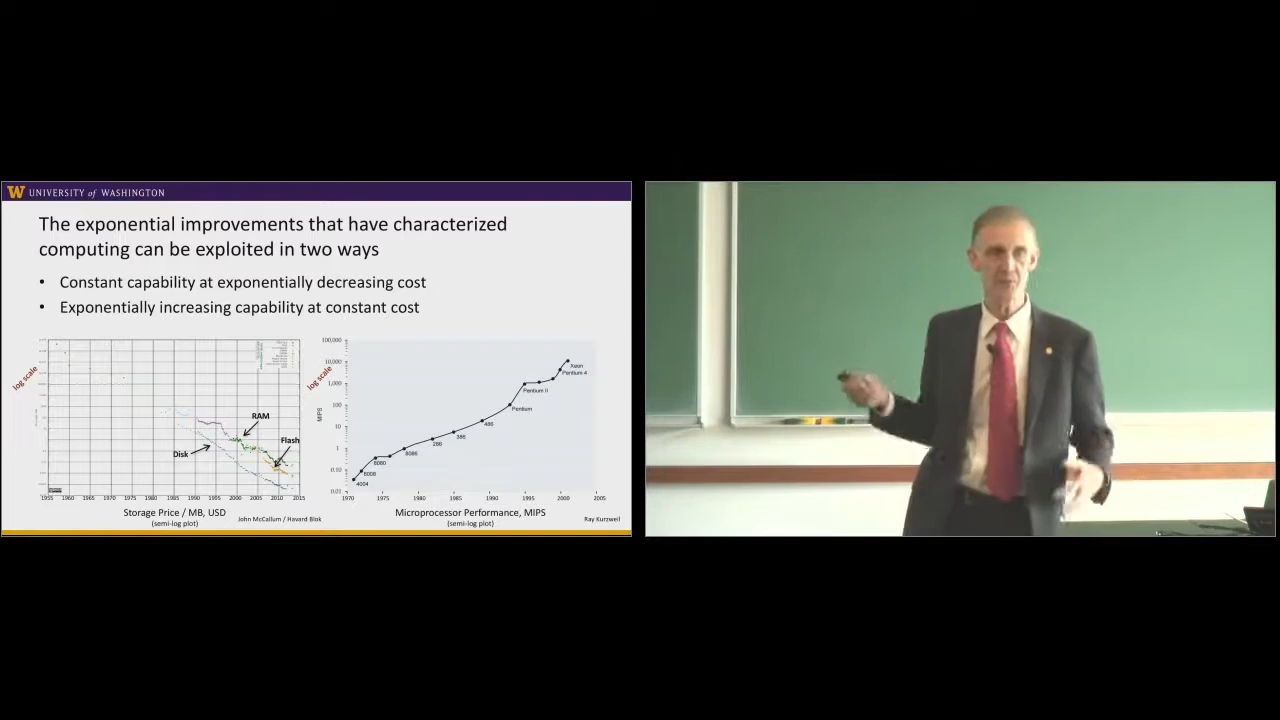 W UNIVERSITY of WASHINGTON
The exponential improvements that have characterized
computing can be exploited in two ways
• Constant capability at exponentially decreasing cost
• Exponentially increasing capability at constant cost
log scale
RAM
Flash
Disk
1955 1960 1965 1970 1975 1980 1985 1990 1995 2000 2005 2010 2015
Storage Price / MB, USD
(semi-log plot)
John McCallum / Havard Blok
log scale
MIPS
100,000
10,000
1,000
100
10
1
0.10
0.01
Xeon
Pentium 4
Pentium II
Pentium
486
386
286
8086
8080
8008
4004
1970 1975 1980 1985 1990 1995 2000 2005
Microprocessor Performance, MIPS
(semi-log plot)
Ray Kurzweil